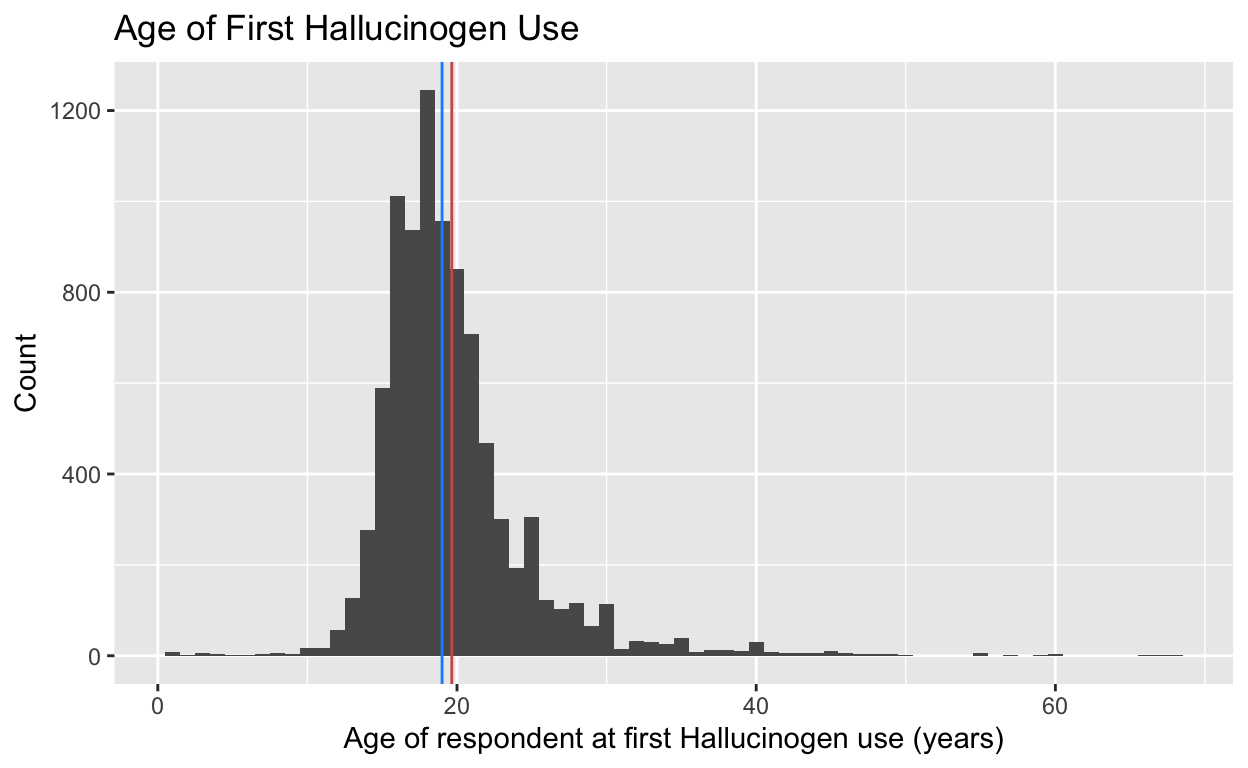 Age of First Hallucinogen Use
1200
800
400
0
Count
0 20 40 60
Age of respondent at first Hallucinogen use (years)